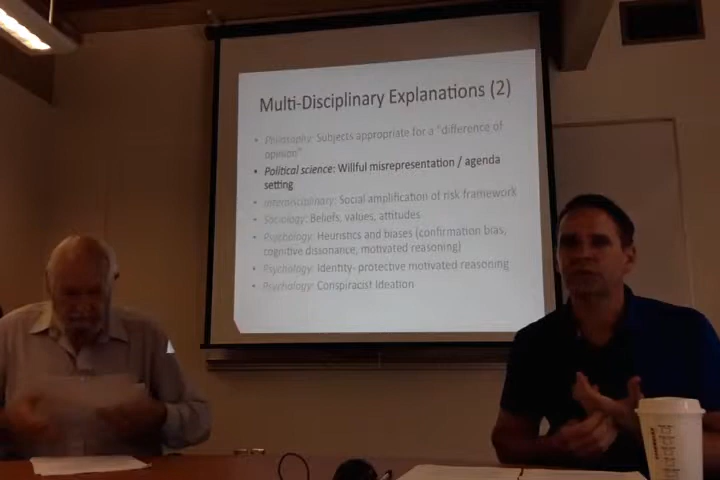 Multi-Disciplinary Explanations (2)
• Philosophy: Subjects appropriate for a "difference of
opinion"
• Political science: Willful misrepresentation / agenda
setting
• Interdisciplinary: Social amplification of risk framework
• Sociology: Beliefs, values, attitudes
• Psychology: Heuristics and biases (confirmation bias,
cognitive dissonance, motivated reasoning)
• Psychology: Identity- protective motivated reasoning
• Psychology: Conspiracist Ideation